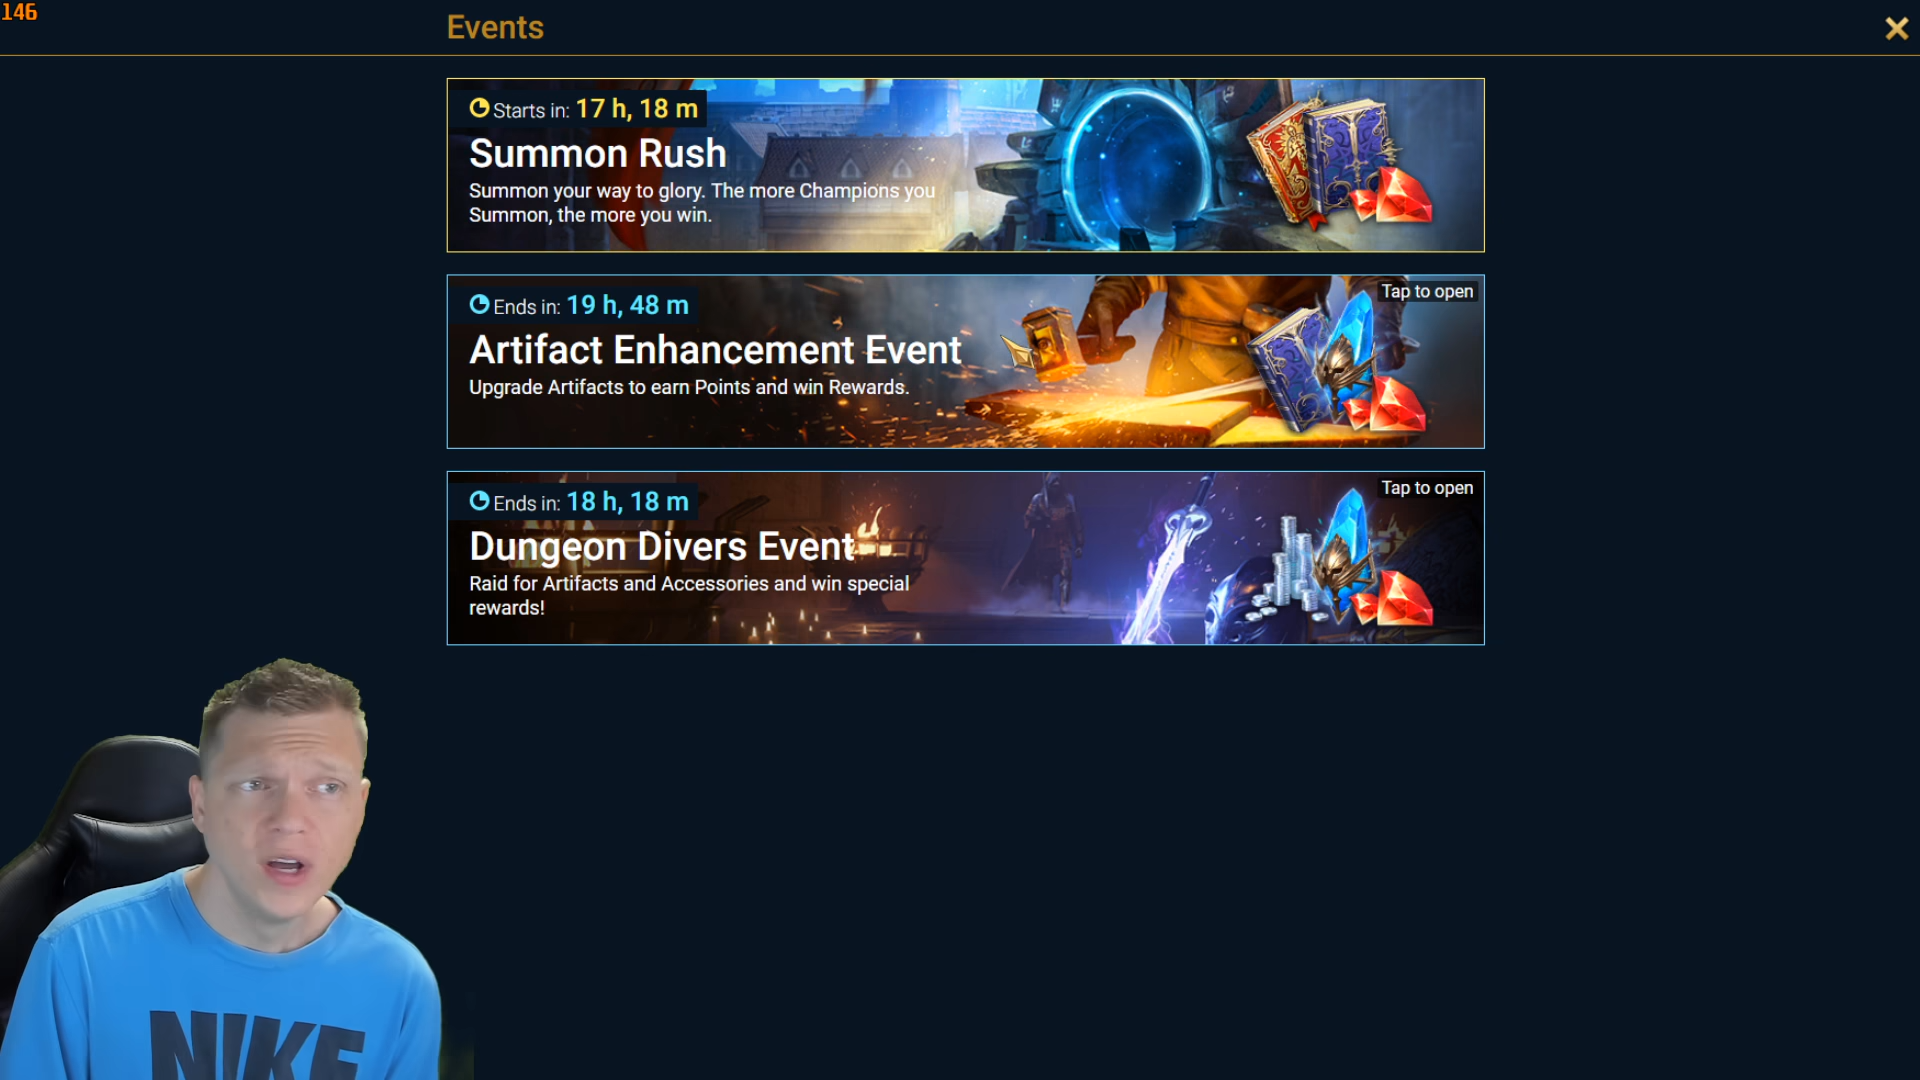 146
Events
Starts in: 17 h, 18 m
Summon Rush
Summon your way to glory. The more Champions you
Summon, the more you win.
Ends in: 19 h, 48 m
Tap to open
Artifact Enhancement Event
Upgrade Artifacts to earn Points and win Rewards.
Ends in: 18 h, 18 m
Tap to open
Dungeon Divers Event
Raid for Artifacts and Accessories and win special
rewards!
NIKE